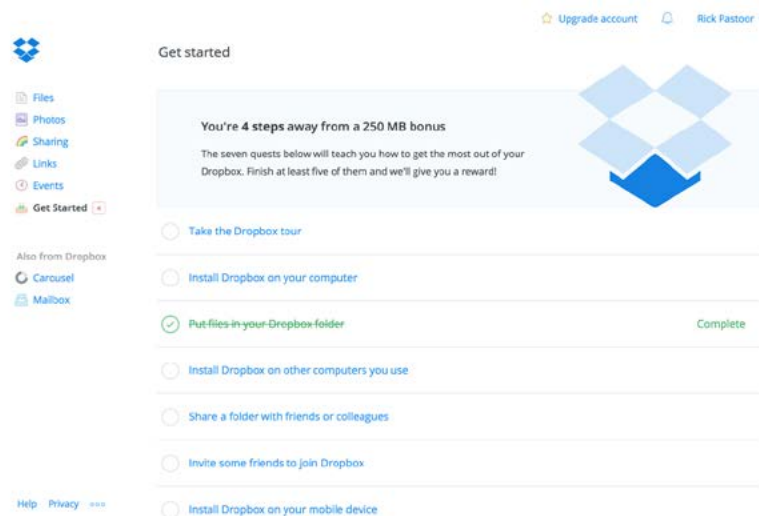 Upgrade account Rick Pastoor
Get started
Files
Photos
Sharing
Links
Events
Get Started
Also from Dropbox
Carousel
Mailbox
You're 4 steps away from a 250 MB bonus
The seven quests below will teach you how to get the most out of your
Dropbox. Finish at least five of them and we'll give you a reward!
Take the Dropbox tour
Install Dropbox on your computer
Put files in your Dropbox folder Complete
Install Dropbox on other computers you use
Share a folder with friends or colleagues
Invite some friends to join Dropbox
Install Dropbox on your mobile device
Help Privacy